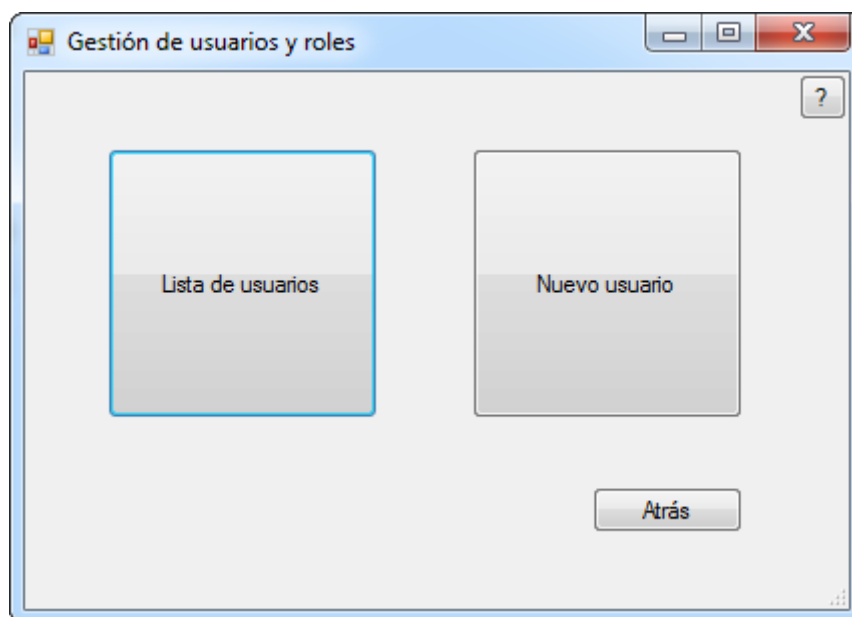 Gestión de usuarios y roles
?
Lista de usuarios
Nuevo usuario
Atrás